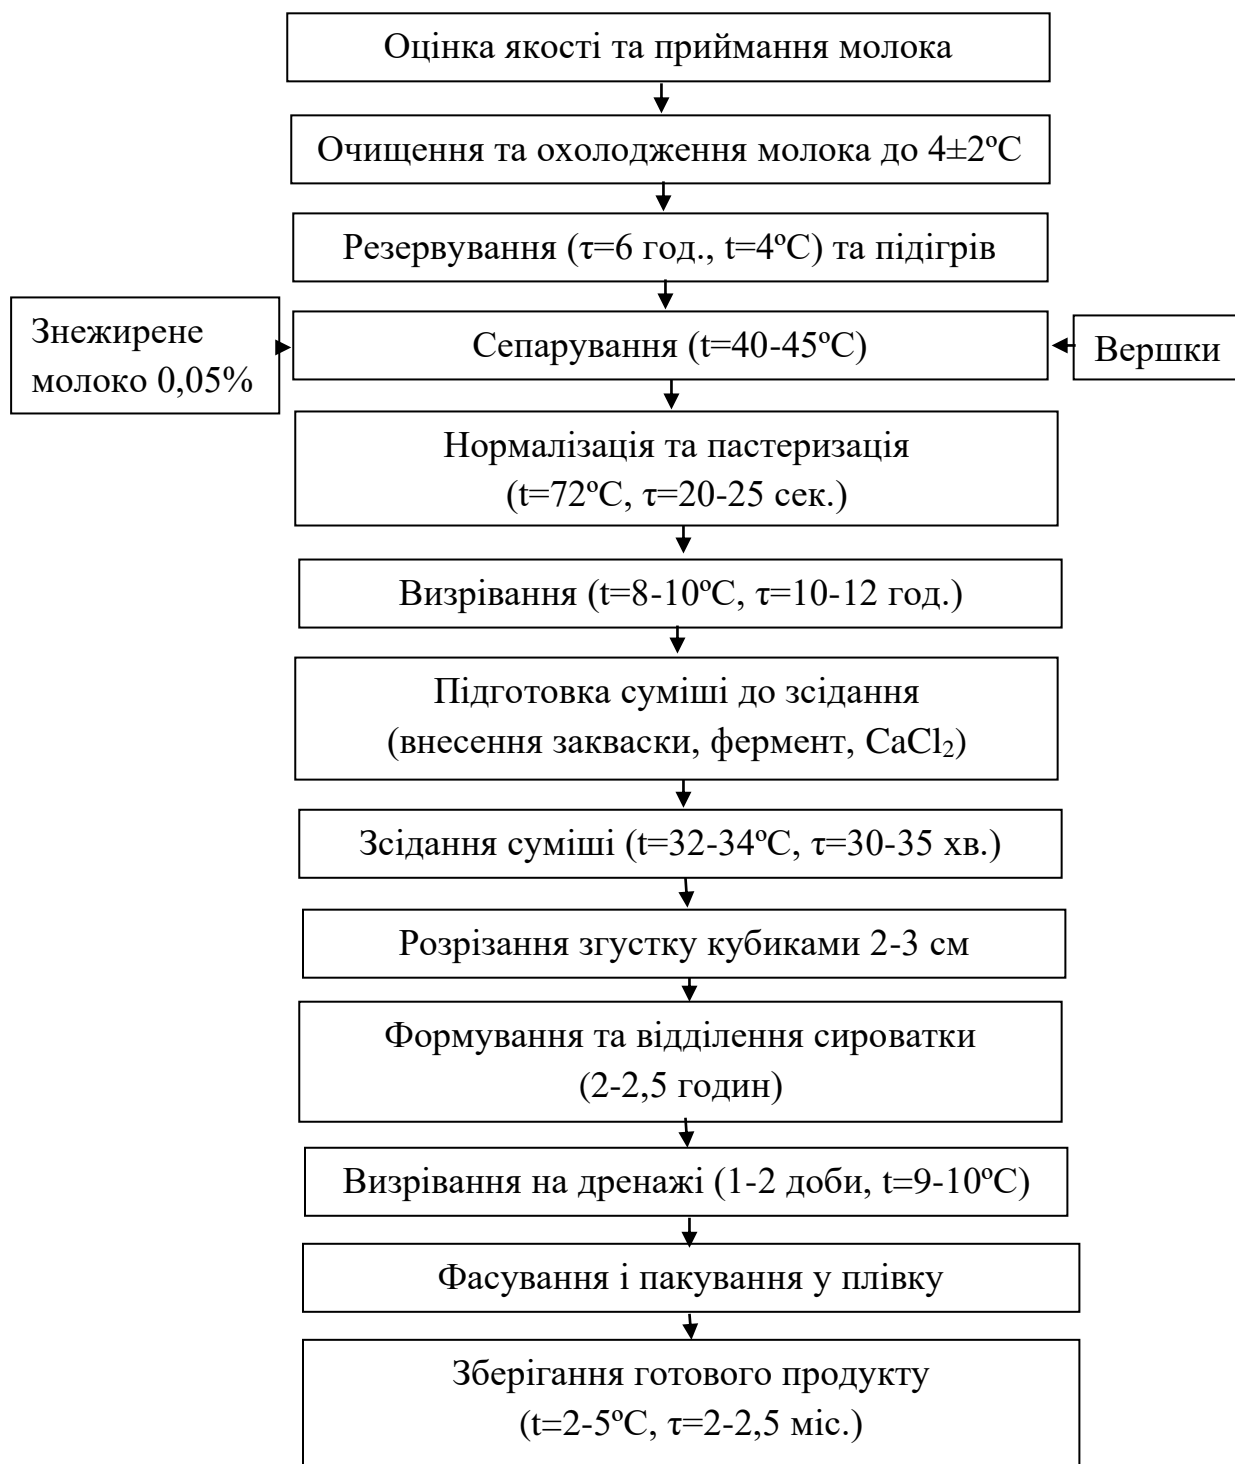 Оцінка якості та приймання молока
Очищення та охолодження молока до 4±2ºС
Резервування (τ=6 год., t=4ºС) та підігрів
Знежирене
молоко 0,05%
Сепарування (t=40-45ºС)
Вершки
Нормалізація та пастеризація
(t=72ºС, τ=20-25 сек.)
Визрівання (t=8-10ºС, τ=10-12 год.)
Підготовка суміші до зсідання
(внесення закваски, фермент, CaCl₂)
Зсідання суміші (t=32-34ºС, τ=30-35 хв.)
Розрізання згустку кубиками 2-3 см
Формування та відділення сироватки
(2-2,5 годин)
Визрівання на дренажі (1-2 доби, t=9-10ºС)
Фасування і пакування у плівку
Зберігання готового продукту
(t=2-5ºС, τ=2-2,5 міс.)